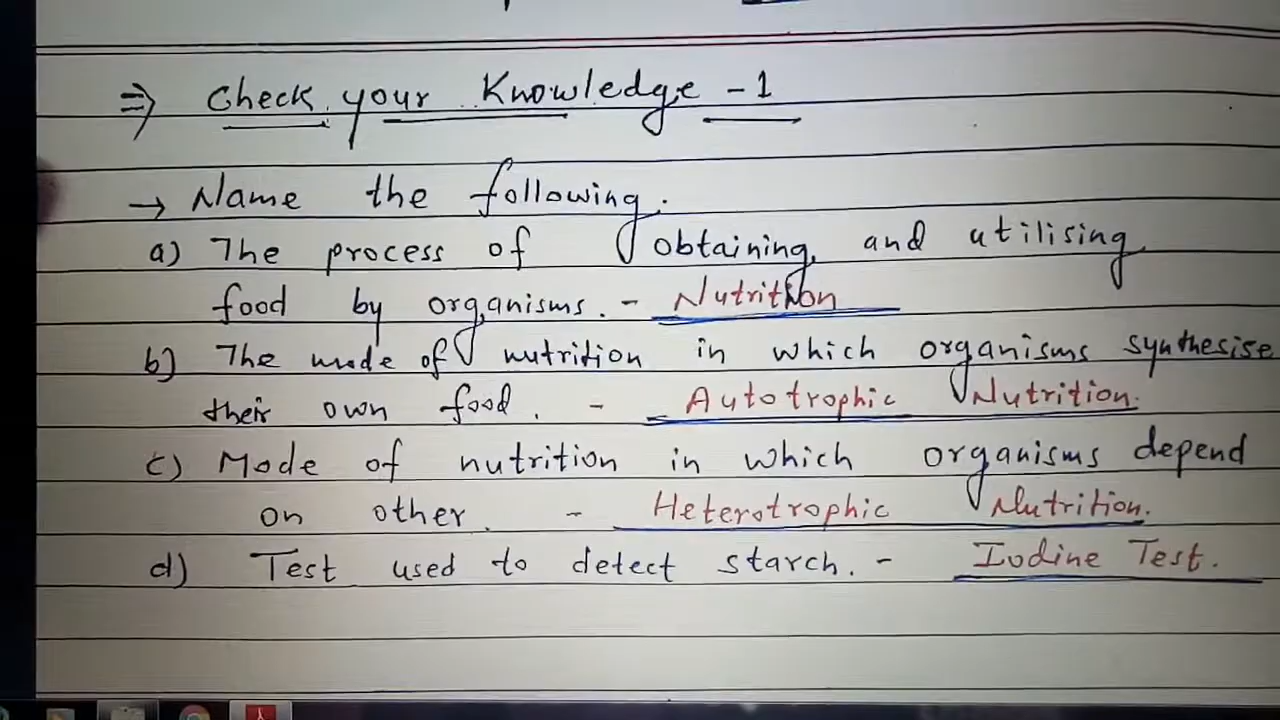 ⇒ Check your Knowledge - 1
→ Name the following.
a) The process of obtaining and utilising
food by organisms. - Nutrition
b) The mode of nutrition in which organisms synthesise
their own food. - Autotrophic Nutrition.
c) Mode of nutrition in which organisms depend
on other. - Heterotrophic Nutrition.
d) Test used to detect starch. - Iodine Test.